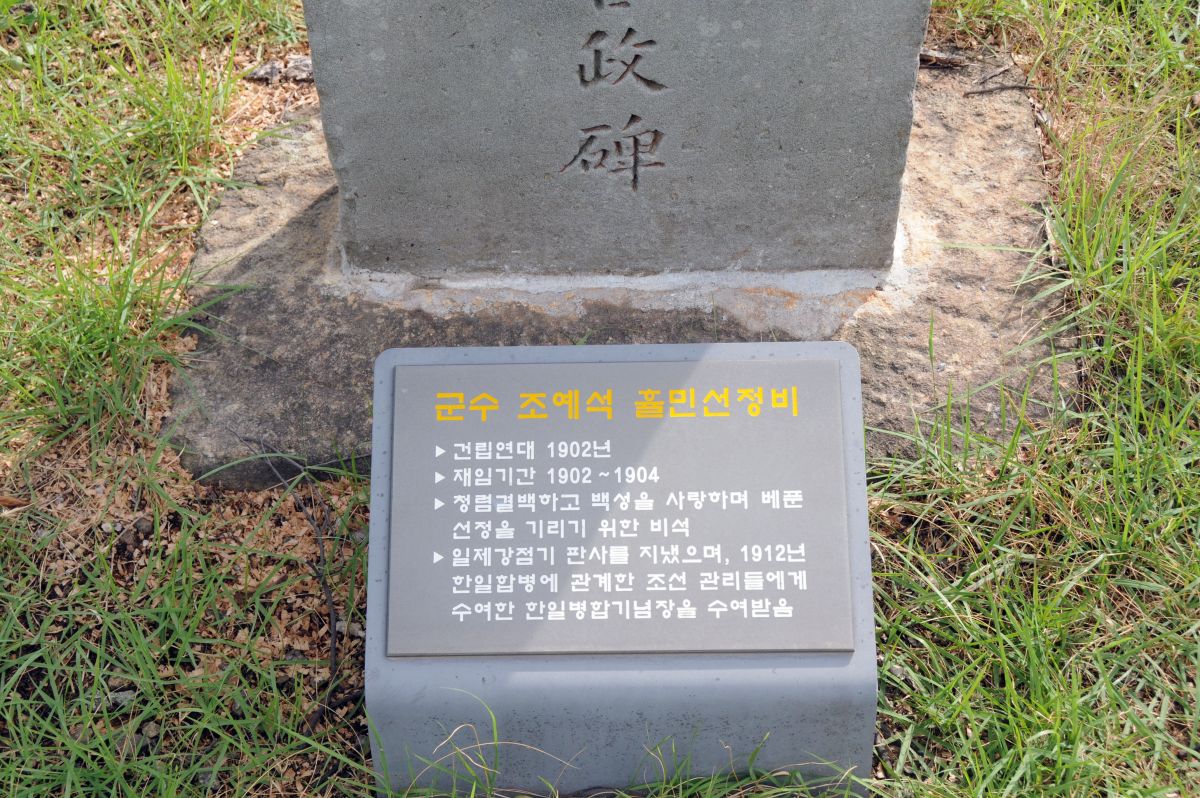 政
碑
군수 조예석 휼민선정비
▶건립연대 1902년
▶재임기간 1902 ~ 1904
▶청렴결백하고 백성을 사랑하며 베푼
선정을 기리기 위한 비석
▶일제강점기 판사를 지냈으며, 1912년
한일합병에 관계한 조선 관리들에게
수여한 한일병합기념장을 수여받음